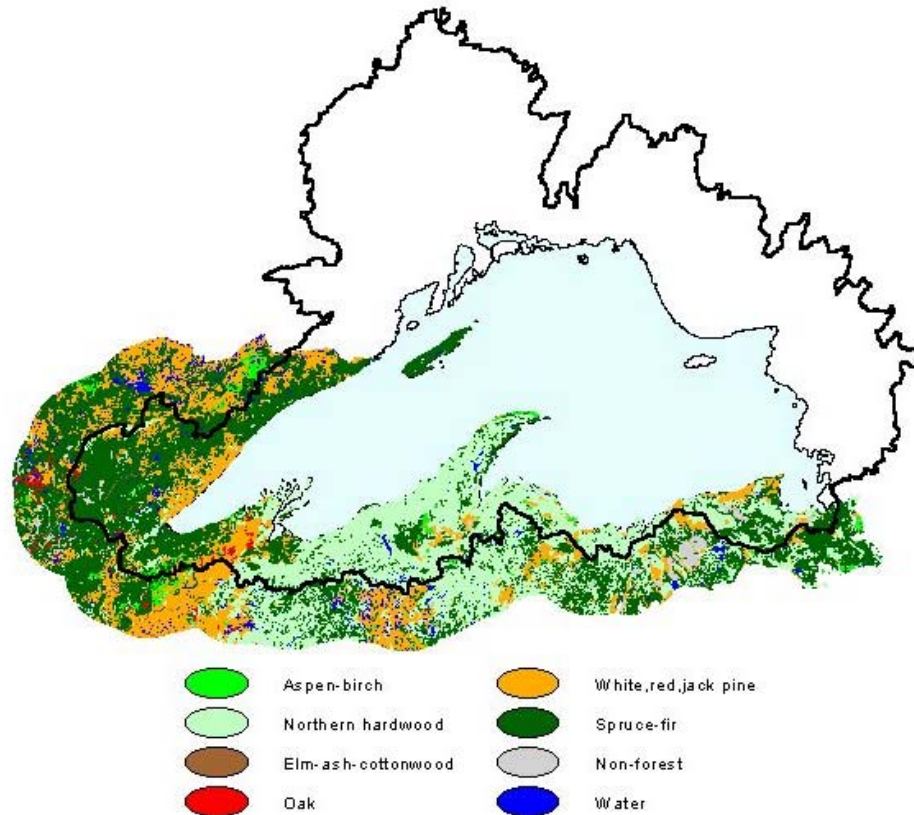 Aspen-birch
White,red,jack pine
Northern hardwood
Spruce-fir
Elm-ash-cottonwood
Non-forest
Oak
Water